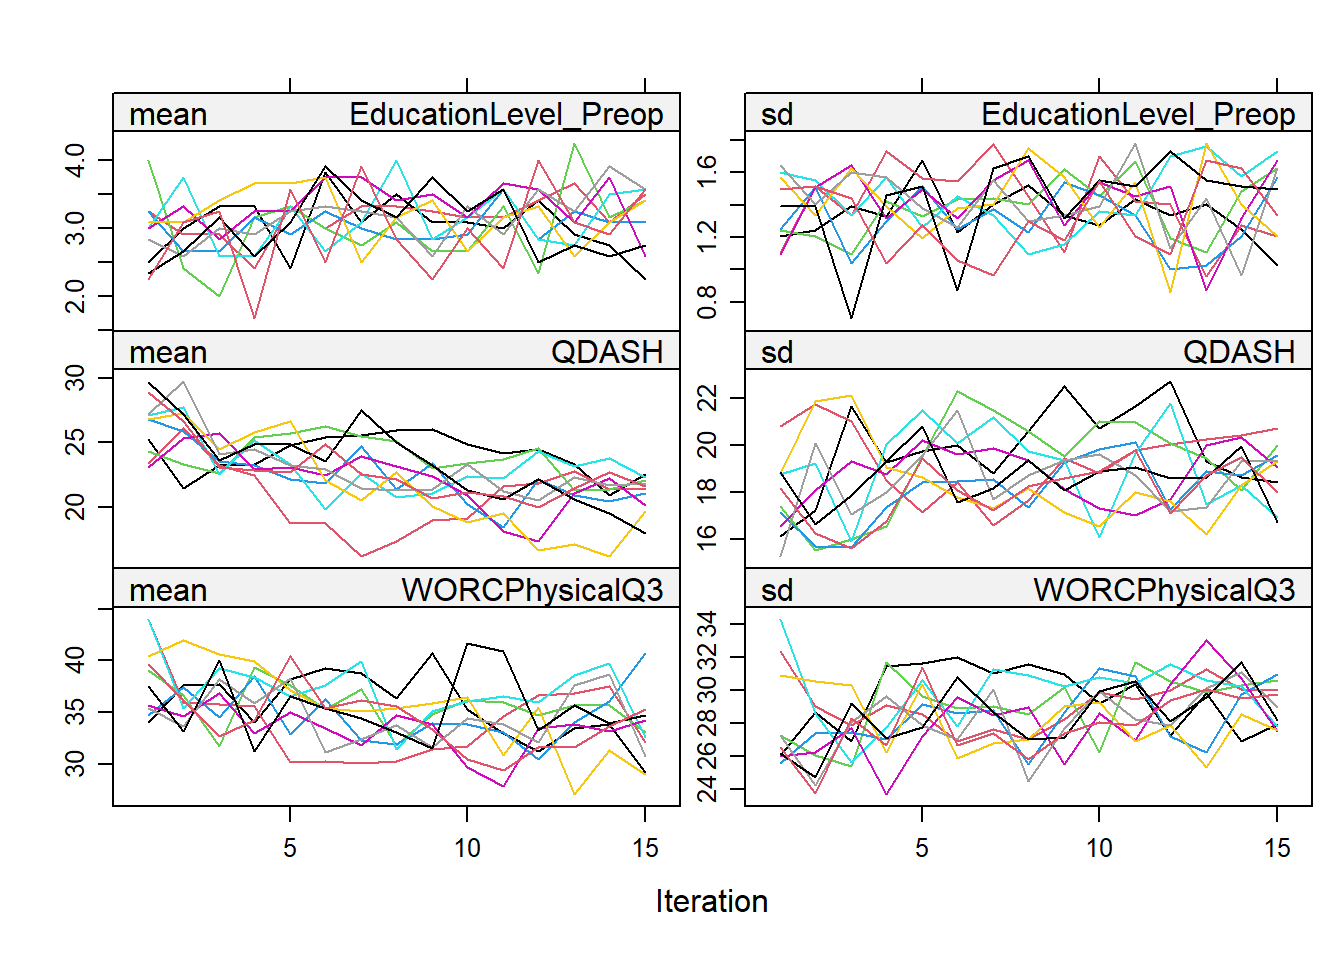 mean EducationLevel_Preop
sd EducationLevel_Preop
4.0
3.0
2.0
1.6
1.2
0.8
mean QDASH
sd QDASH
30
25
20
22
20
18
16
mean WORCPhysicalQ3
sd WORCPhysicalQ3
40
35
30
34
32
30
28
26
24
5 10 15
5 10 15
Iteration